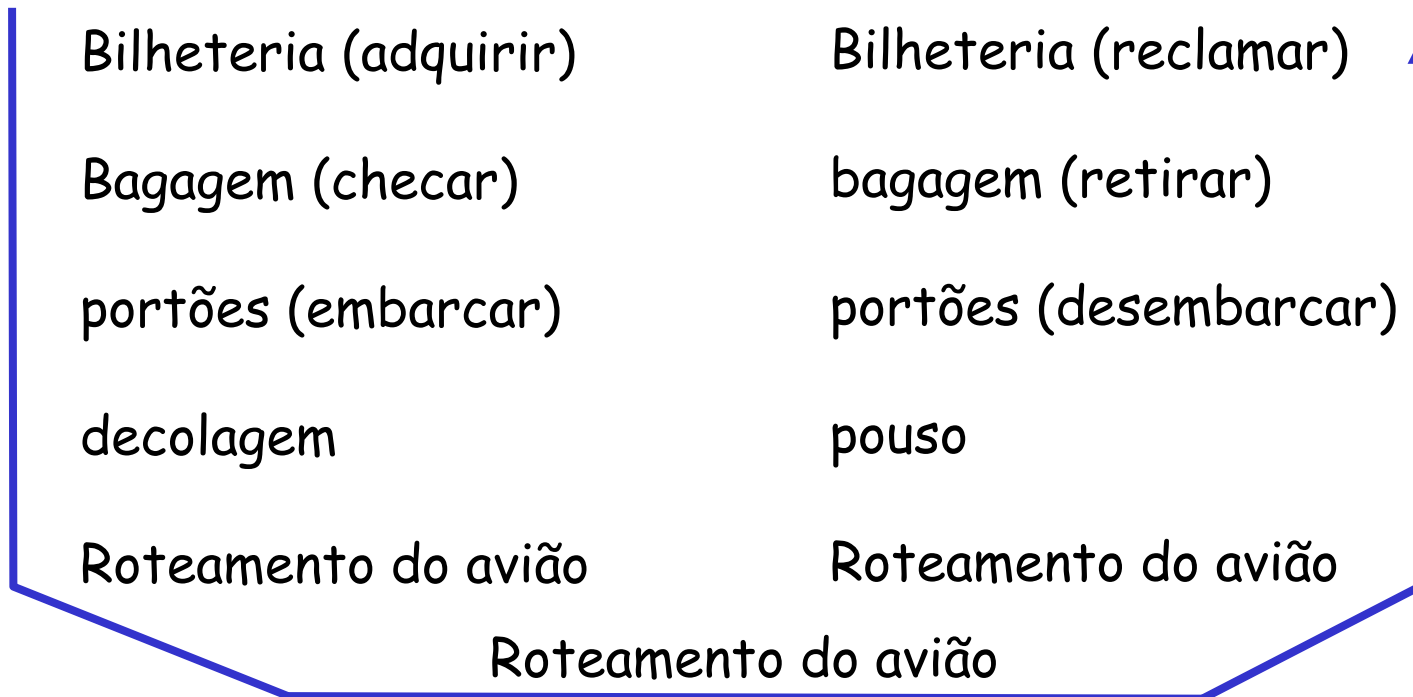 Bilheteria (adquirir)
Bagagem (checar)
portões (embarcar)
decolagem
Roteamento do avião
Bilheteria (reclamar)
bagagem (retirar)
portões (desembarcar)
pouso
Roteamento do avião
Roteamento do avião